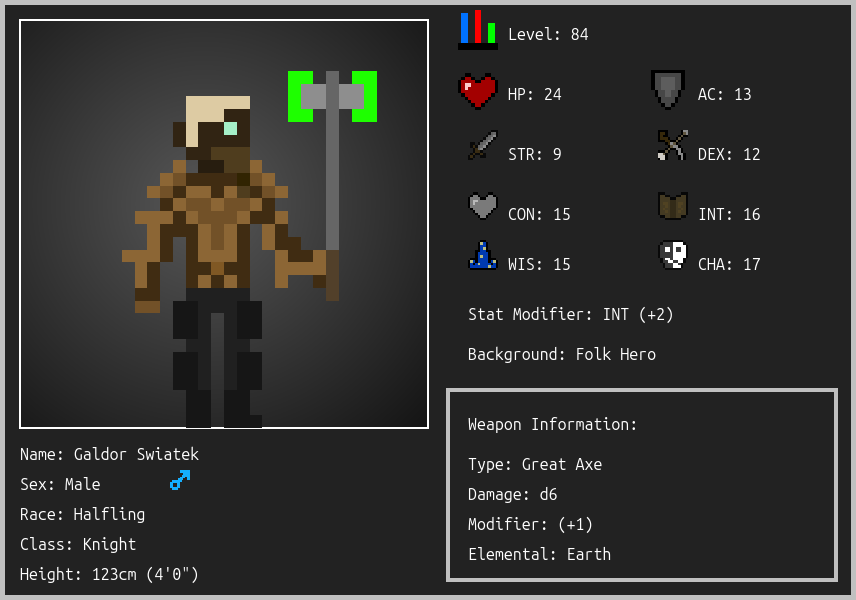 Level: 84
HP: 24
AC: 13
STR: 9
DEX: 12
CON: 15
INT: 16
WIS: 15
CHA: 17
Stat Modifier: INT (+2)
Background: Folk Hero
Weapon Information:
Type: Great Axe
Damage: d6
Modifier: (+1)
Elemental: Earth
Name: Galdor Swiatek
Sex: Male
Race: Halfling
Class: Knight
Height: 123cm (4'0")